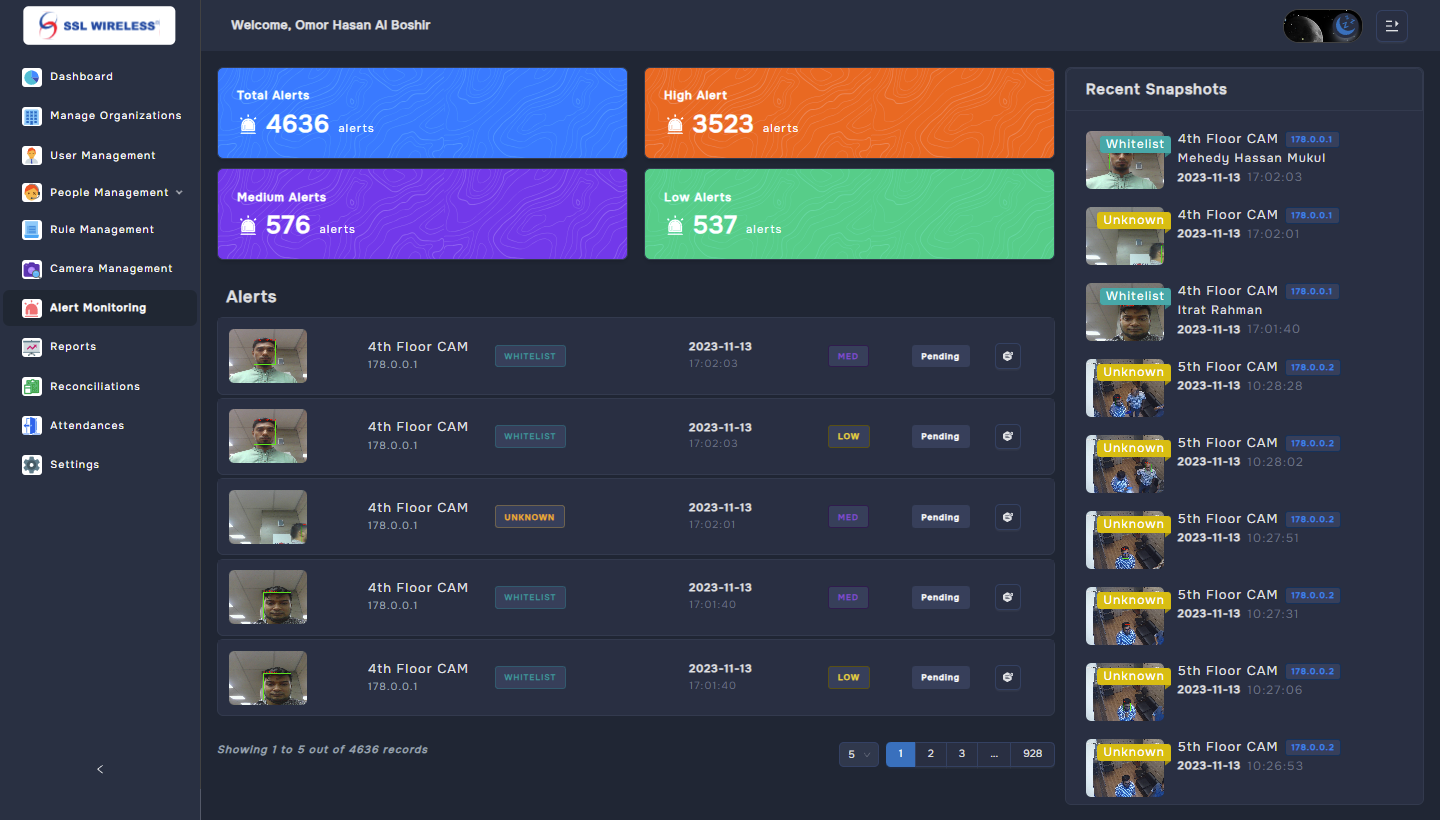 SSL WIRELESS
Welcome, Omor Hasan Al Boshir
Dashboard
Manage Organizations
User Management
People Management
Rule Management
Camera Management
Alert Monitoring
Reports
Reconciliations
Attendances
Settings
Total Alerts
4636 alerts
High Alert
3523 alerts
Medium Alerts
576 alerts
Low Alerts
537 alerts
Alerts
4th Floor CAM
178.0.0.1
WHITELIST
2023-11-13
17:02:03
MED
Pending
4th Floor CAM
178.0.0.1
WHITELIST
2023-11-13
17:02:03
LOW
Pending
4th Floor CAM
178.0.0.1
UNKNOWN
2023-11-13
17:02:01
MED
Pending
4th Floor CAM
178.0.0.1
WHITELIST
2023-11-13
17:01:40
MED
Pending
4th Floor CAM
178.0.0.1
WHITELIST
2023-11-13
17:01:40
LOW
Pending
Showing 1 to 5 out of 4636 records
5 1 2 3 ... 928
Recent Snapshots
Whitelist
4th Floor CAM 178.0.0.1
Mehedy Hassan Mukul
2023-11-13 17:02:03
Unknown
4th Floor CAM 178.0.0.1
2023-11-13 17:02:01
Whitelist
4th Floor CAM 178.0.0.1
Itrat Rahman
2023-11-13 17:01:40
Unknown
5th Floor CAM 178.0.0.2
2023-11-13 10:28:28
Unknown
5th Floor CAM 178.0.0.2
2023-11-13 10:28:02
Unknown
5th Floor CAM 178.0.0.2
2023-11-13 10:27:51
Unknown
5th Floor CAM 178.0.0.2
2023-11-13 10:27:31
Unknown
5th Floor CAM 178.0.0.2
2023-11-13 10:27:06
Unknown
5th Floor CAM 178.0.0.2
2023-11-13 10:26:53